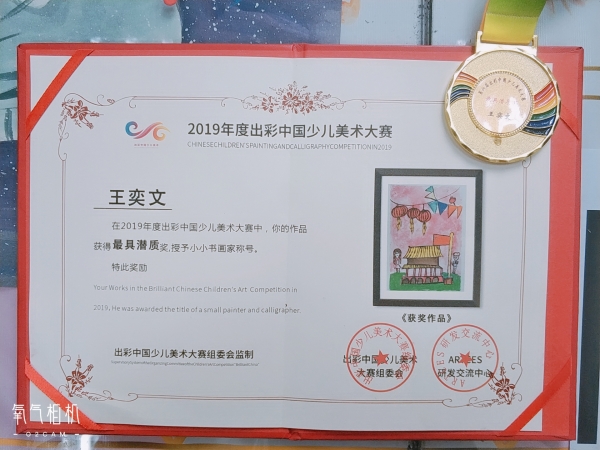 2019年度出彩中国少儿美术大赛
CHINESECHILDREN'SPAINTINGANDCALLIGRAPHYCOMPETITIONIN2019
王奕文
在2019年度出彩中国少儿美术大赛中,你的作品
获得最具潜质奖,授予小小书画家称号。
特此奖励
Your Works in the Brilliant Chinese Children's Art Competition in
2019, He was awarded the title of a small painter and calligrapher
《获奖作品》
出彩中国少儿美术大赛组委会监制
出彩中国少儿美术
大赛组委会
研发交流中心
氧气相机
O2CAM